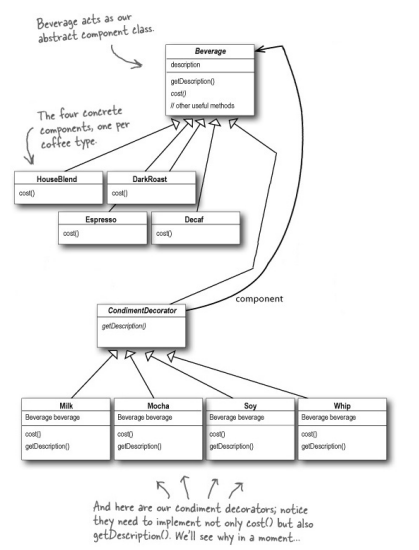 Beverage acts as our
abstract component class.
Beverage
description
getDescription()
cost()
// other useful methods
The four concrete
components, one per
coffee type.
HouseBlend
cost()
DarkRoast
cost()
Espresso
cost()
Decaf
cost()
component
CondimentDecorator
getDescription()
Milk
Beverage beverage
cost()
getDescription()
Mocha
Beverage beverage
cost()
getDescription()
Soy
Beverage beverage
cost()
getDescription()
Whip
Beverage beverage
cost()
getDescription()
And here are our condiment decorators; notice
they need to implement not only cost() but also
getDescription(). We'll see why in a moment...